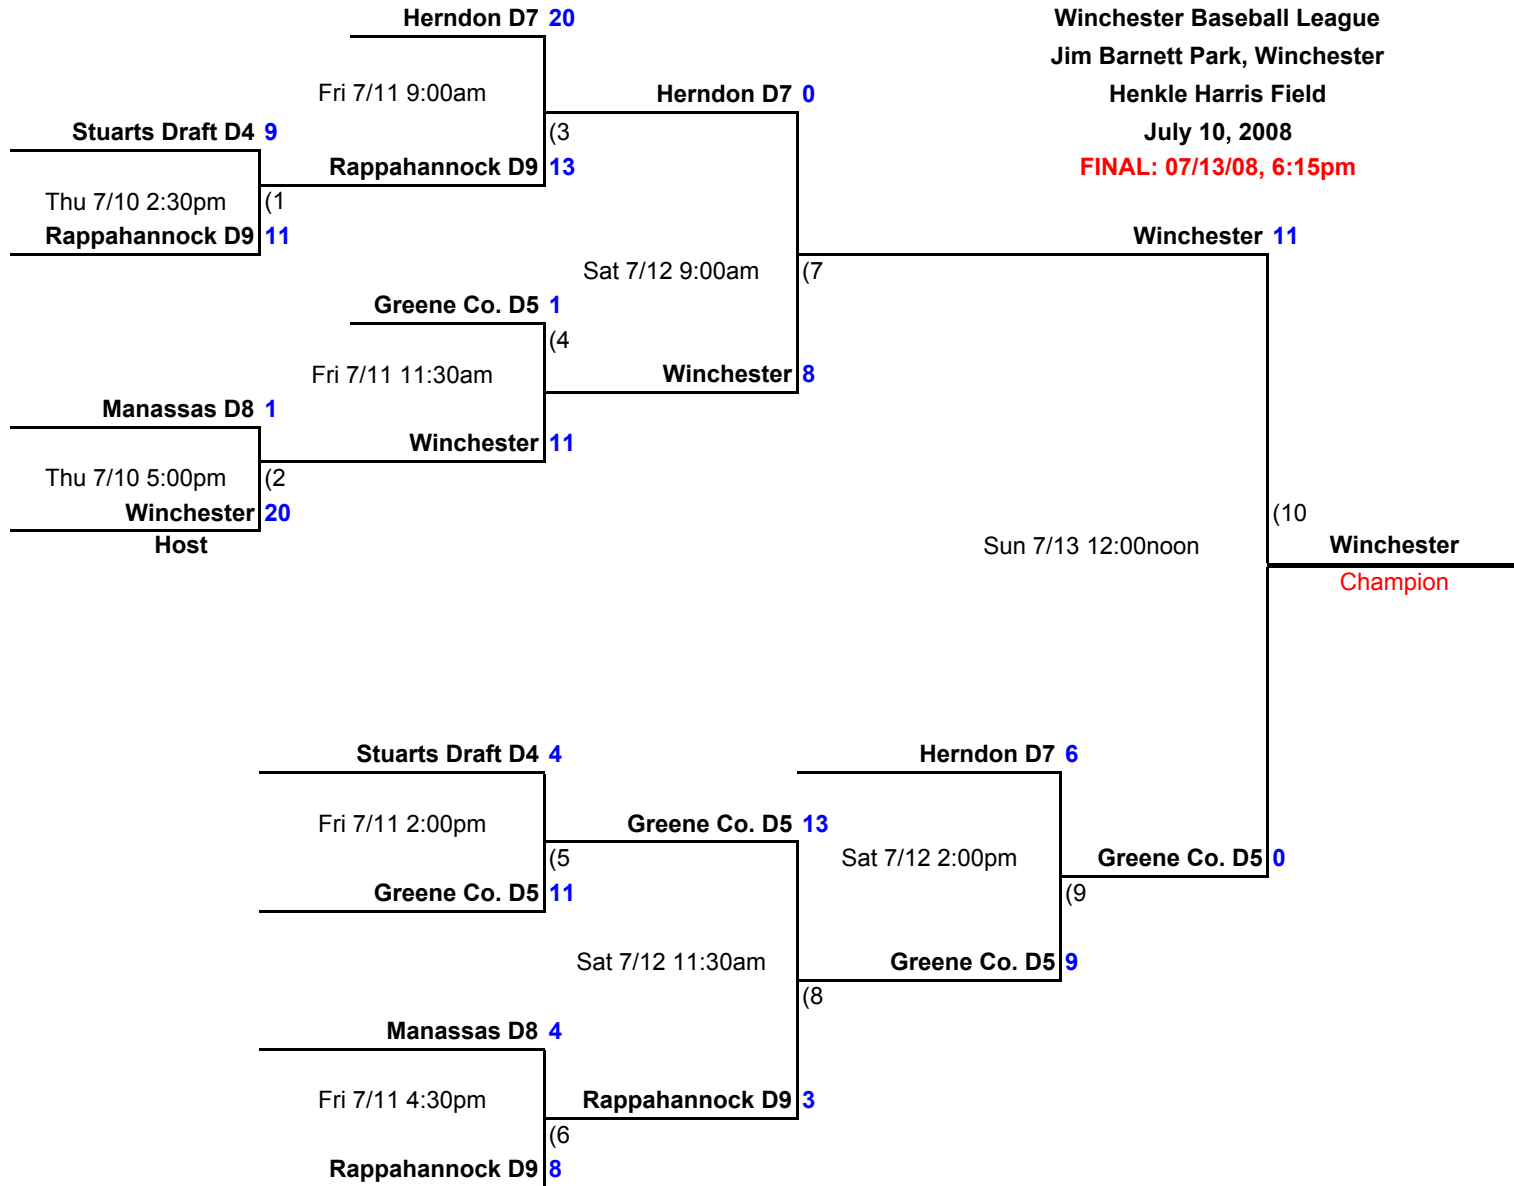 Herndon D7 20
Winchester Baseball League
Jim Barnett Park, Winchester
Fri 7/11 9:00am
Herndon D7 0
Henkle Harris Field
Stuarts Draft D4 9
(3
July 10, 2008
Rappahannock D9 13
FINAL: 07/13/08, 6:15pm
Thu 7/10 2:30pm (1
Rappahannock D9 11
Winchester 11
Sat 7/12 9:00am (7
Greene Co. D5 1
(4
Fri 7/11 11:30am
Winchester 8
Manassas D8 1
Winchester 11
Thu 7/10 5:00pm (2
Winchester 20
(10
Host
Sun 7/13 12:00noon
Winchester
Champion
Stuarts Draft D4 4
Herndon D7 6
Fri 7/11 2:00pm
Greene Co. D5 13
(5
Sat 7/12 2:00pm
Greene Co. D5 0
Greene Co. D5 11
(9
Sat 7/12 11:30am
Greene Co. D5 9
(8
Manassas D8 4
Fri 7/11 4:30pm
Rappahannock D9 3
(6
Rappahannock D9 8